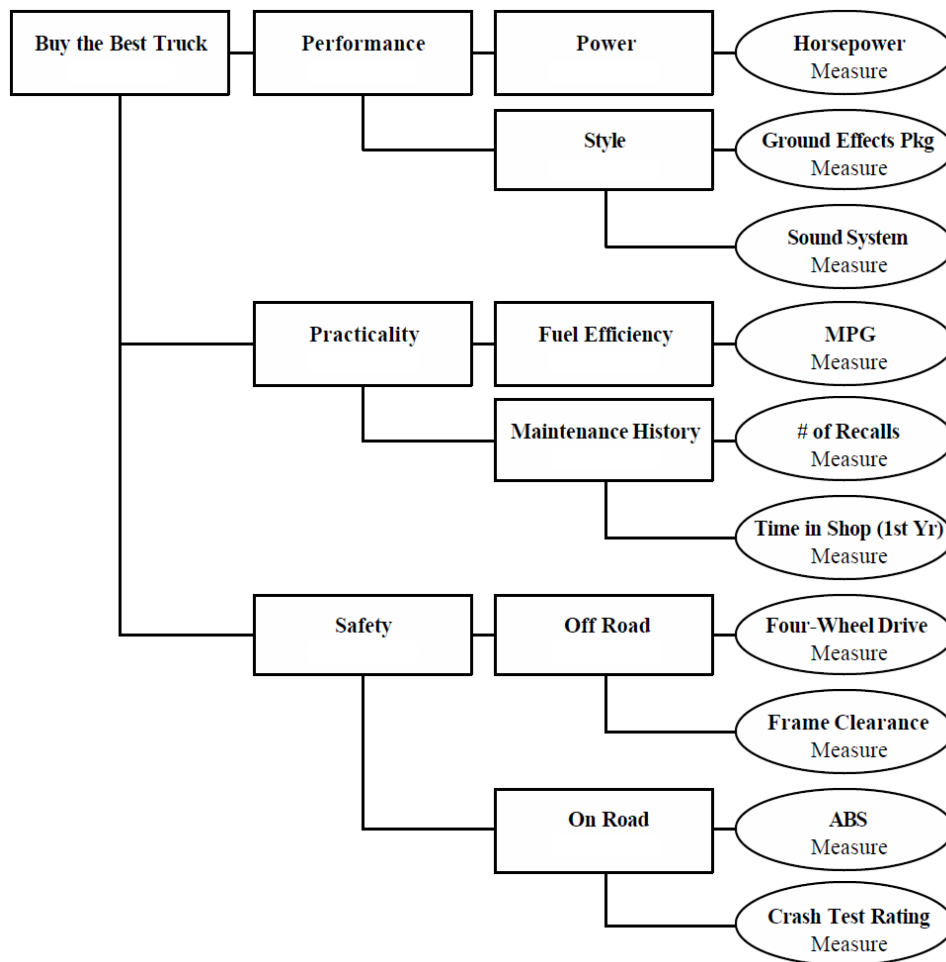 Buy the Best Truck
Performance
Power
Horsepower
Measure
Style
Ground Effects Pkg
Measure
Sound System
Measure
Practicality
Fuel Efficiency
MPG
Measure
Maintenance History
# of Recalls
Measure
Time in Shop (1st Yr)
Measure
Safety
Off Road
Four-Wheel Drive
Measure
Frame Clearance
Measure
On Road
ABS
Measure
Crash Test Rating
Measure